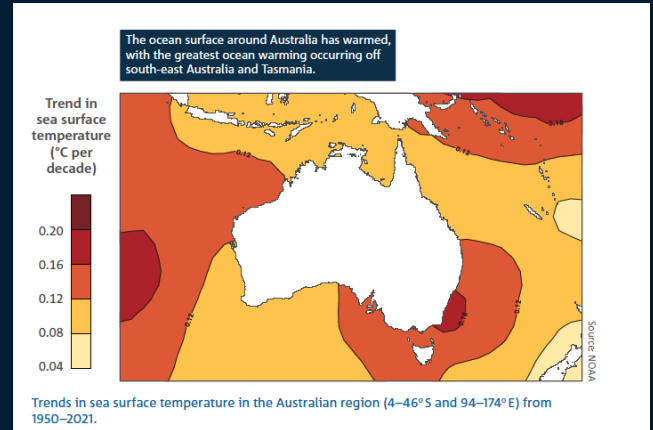 The ocean surface around Australia has warmed,
with the greatest ocean warming occurring off
south-east Australia and Tasmania.
Trend in
sea surface
temperature
(°C per
decade)
0.20
0.16
0.12
0.08
0.04
0.16
0.12
0.12
0.12
0.12
0.16
Source: NOAA
Trends in sea surface temperature in the Australian region (4–46° S and 94–174° E) from
1950–2021.